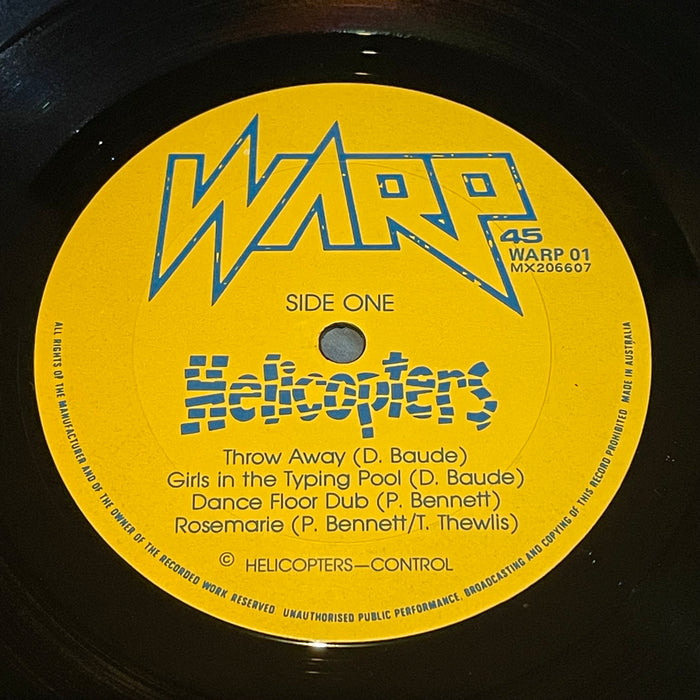 WARP
45
WARP 01
MX206607
SIDE ONE
Helicopters
Throw Away (D. Baude)
Girls in the Typing Pool (D. Baude)
Dance Floor Dub (P. Bennett)
Rosemarie (P. Bennett/T. Thewlis)
© HELICOPTERS—CONTROL
ALL RIGHTS OF THE MANUFACTURER AND OF THE OWNER OF THE RECORDED WORK RESERVED UNAUTHORISED PUBLIC PERFORMANCE, BROADCASTING AND COPYING OF THIS RECORD PROHIBITED MADE IN AUSTRALIA